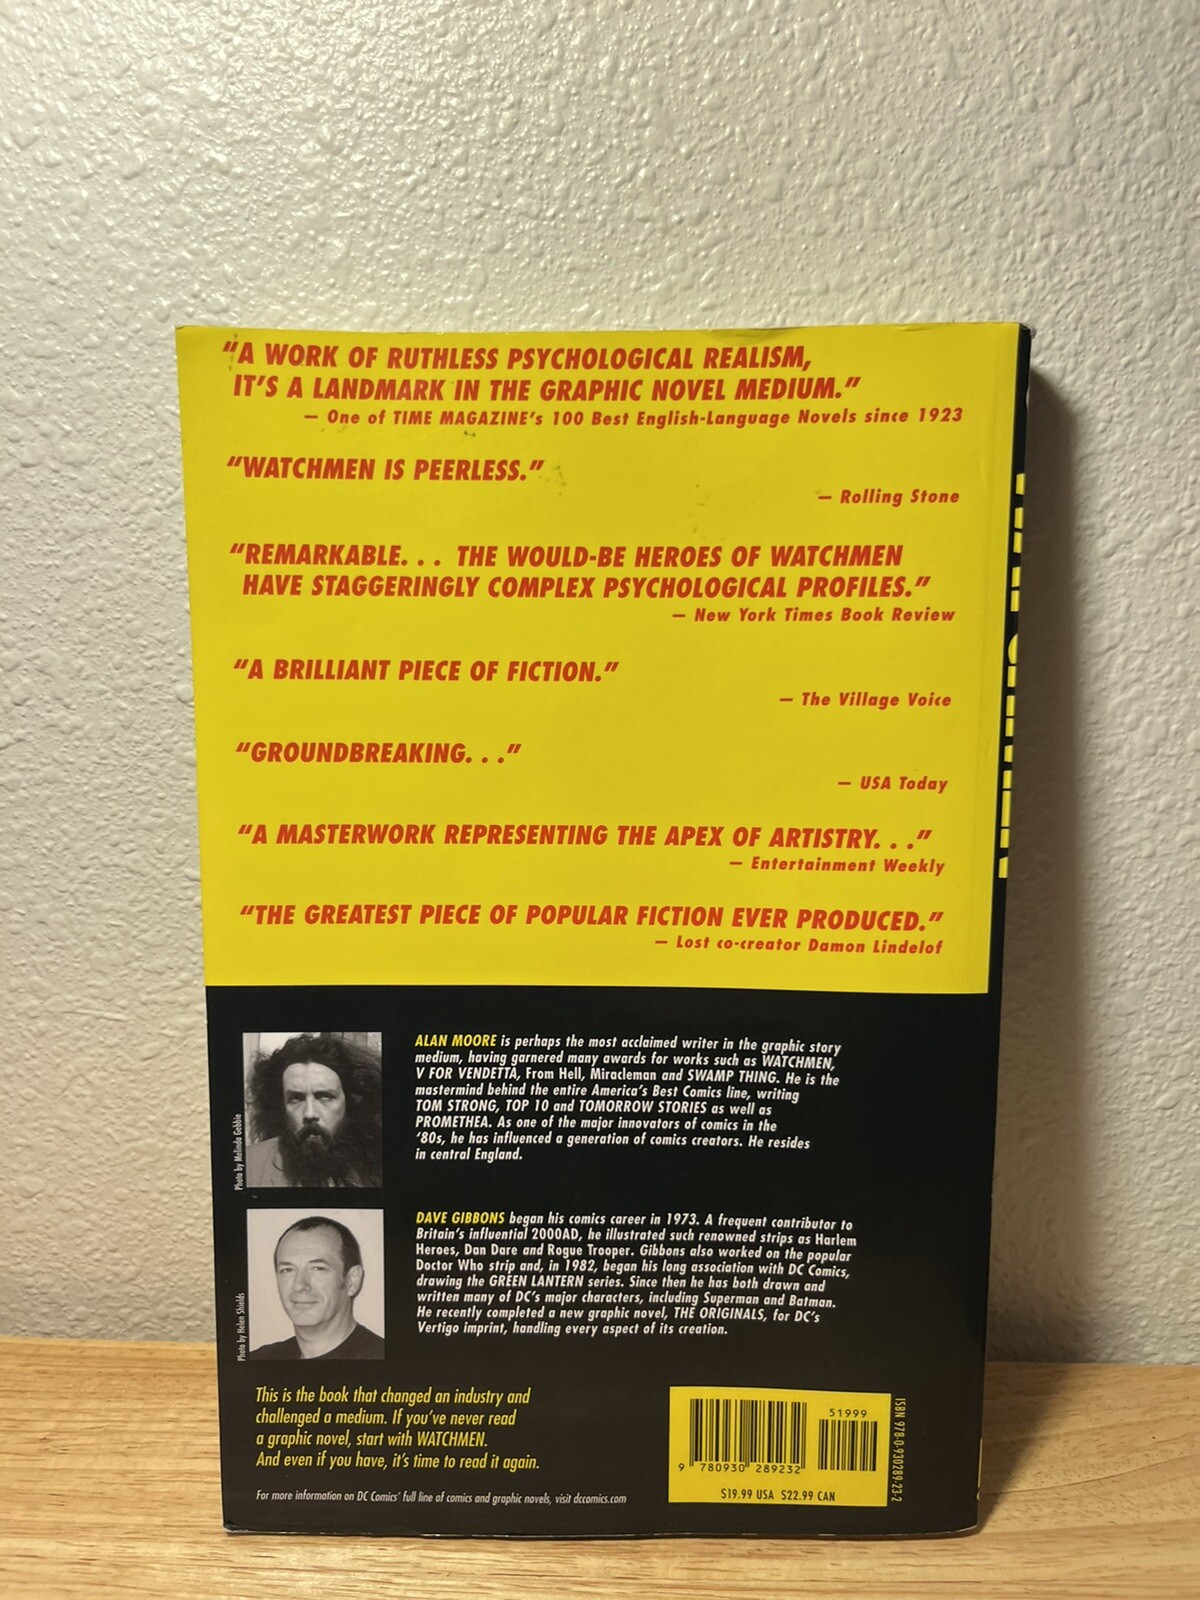 “A WORK OF RUTHLESS PSYCHOLOGICAL REALISM,
IT’S A LANDMARK IN THE GRAPHIC NOVEL MEDIUM.”
— One of TIME MAGAZINE’s 100 Best English-Language Novels since 1923
“WATCHMEN IS PEERLESS.”
— Rolling Stone
“REMARKABLE. . . THE WOULD-BE HEROES OF WATCHMEN
HAVE STAGGERINGLY COMPLEX PSYCHOLOGICAL PROFILES.”
— New York Times Book Review
“A BRILLIANT PIECE OF FICTION.”
— The Village Voice
“GROUNDBREAKING. . .”
— USA Today
“A MASTERWORK REPRESENTING THE APEX OF ARTISTRY. . .”
— Entertainment Weekly
“THE GREATEST PIECE OF POPULAR FICTION EVER PRODUCED.”
— Lost co-creator Damon Lindelof
WATCHMEN
Photo by Melinda Gebbie
ALAN MOORE is perhaps the most acclaimed writer in the graphic story
medium, having garnered many awards for works such as WATCHMEN,
V FOR VENDETTA, From Hell, Miracleman and SWAMP THING. He is the
mastermind behind the entire America’s Best Comics line, writing
TOM STRONG, TOP 10 and TOMORROW STORIES as well as
PROMETHEA. As one of the major innovators of comics in the
‘80s, he has influenced a generation of comics creators. He resides
in central England.
Photo by Helen Shields
DAVE GIBBONS began his comics career in 1973. A frequent contributor to
Britain’s influential 2000AD, he illustrated such renowned strips as Harlem
Heroes, Dan Dare and Rogue Trooper. Gibbons also worked on the popular
Doctor Who strip and, in 1982, began his long association with DC Comics,
drawing the GREEN LANTERN series. Since then he has both drawn and
written many of DC’s major characters, including Superman and Batman.
He recently completed a new graphic novel, THE ORIGINALS, for DC’s
Vertigo imprint, handling every aspect of its creation.
This is the book that changed an industry and
challenged a medium. If you’ve never read
a graphic novel, start with WATCHMEN.
And even if you have, it’s time to read it again.
For more information on DC Comics’ full line of comics and graphic novels, visit dccomics.com
51999
9 780930 289232
$19.99 USA $22.99 CAN
ISBN 978-0-930289-23-2